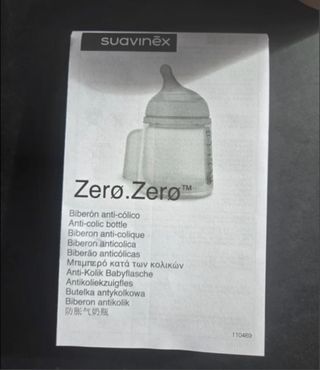 suavinēx
Zerø.Zerø™
Biberón anti-cólico
Anti-colic bottle
Biberon anti-colique
Biberon anticolica
Biberão anticólicas
Μπιμπερό κατά των κολικών
Anti-Kolik Babyflasche
Antikoliekzuigfles
Butelka antykolkowa
Biberon antikolik
防胀气奶瓶
110469